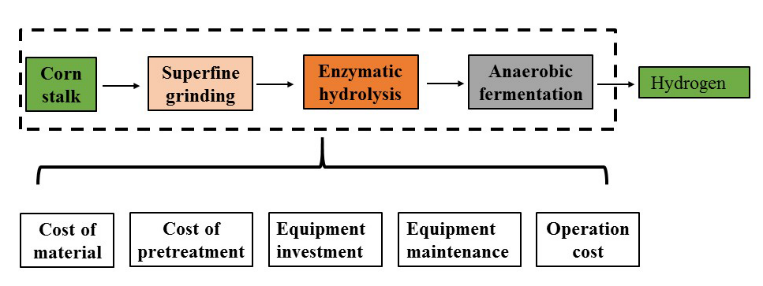 Corn
stalk
Superfine
grinding
Enzymatic
hydrolysis
Anaerobic
fermentation
Hydrogen
Cost of
material
Cost of
pretreatment
Equipment
investment
Equipment
maintenance
Operation
cost